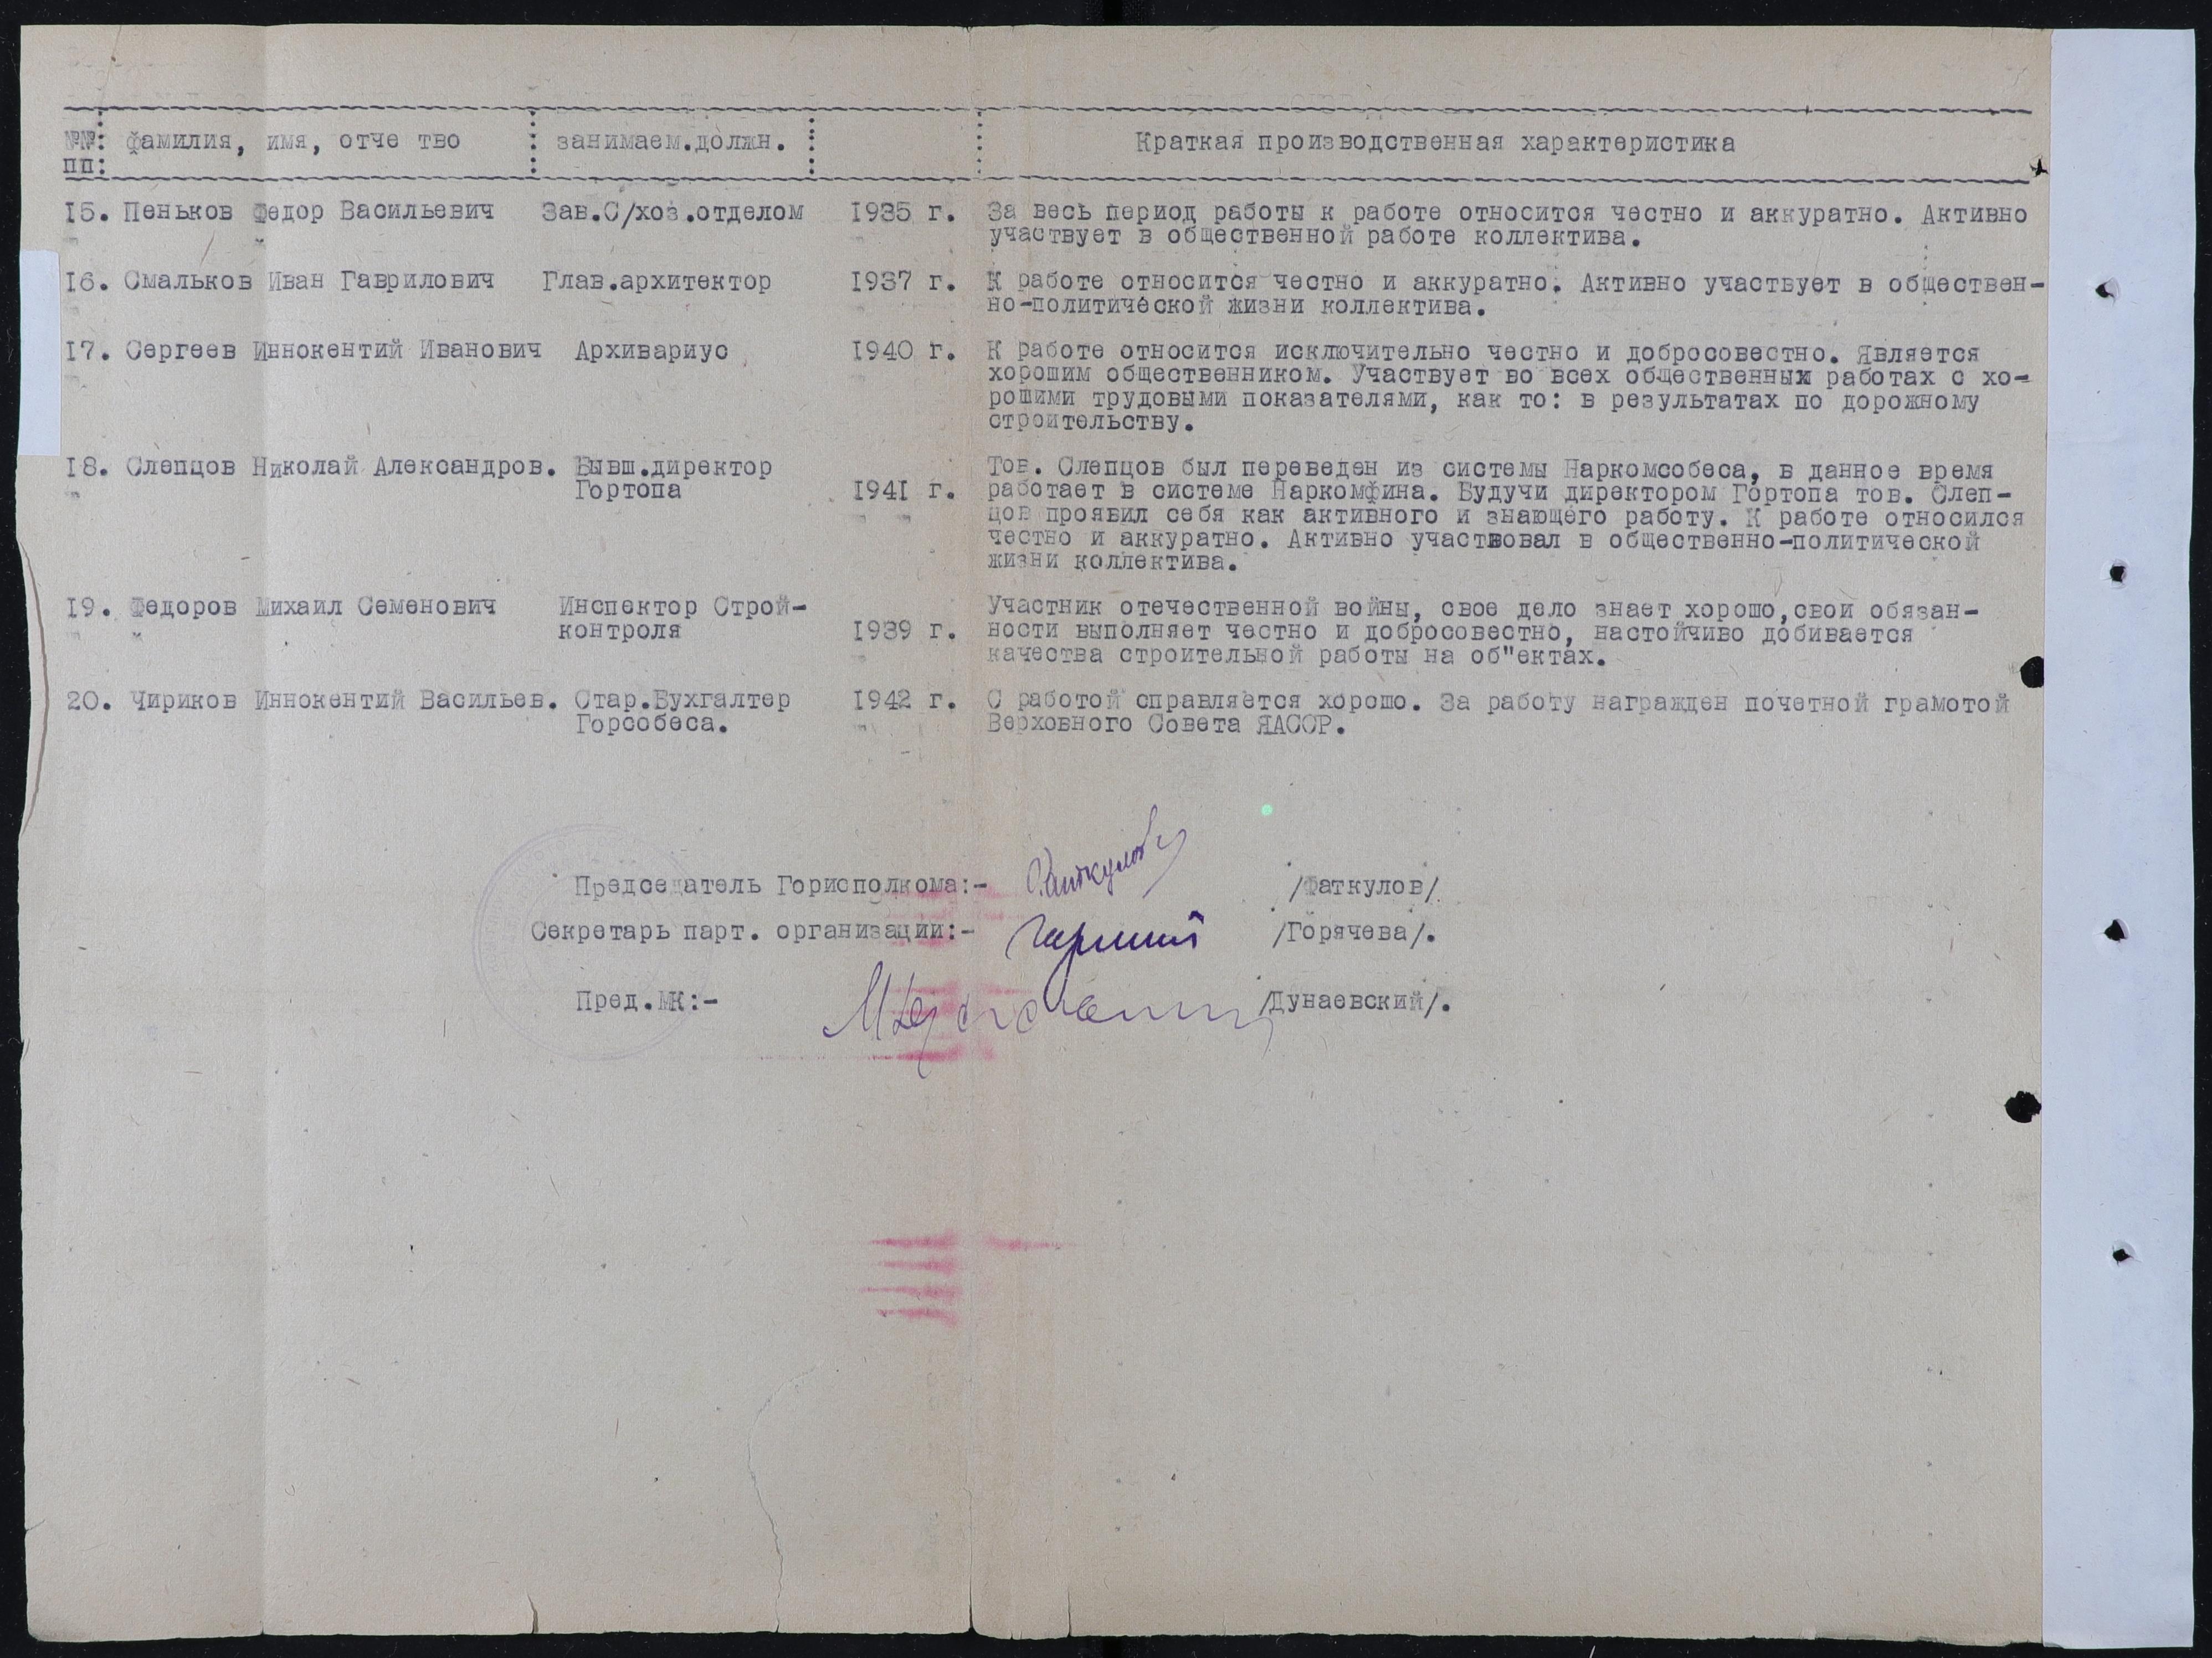 №№: фамилия, имя, отче тво : занимаем.должн. : : Краткая производственная характеристика
пп:
15. Пеньков Федор Васильевич Зав.С/хоз.отделом 1935 г. За весь период работы к работе относится честно и аккуратно. Активно
участвует в общественной работе коллектива.
16. Смальков Иван Гаврилович Глав.архитектор 1937 г. К работе относится честно и аккуратно. Активно участвует в обществен-
но-политической жизни коллектива.
17. Сергеев Иннокентий Иванович Архивариус 1940 г. К работе относится исключительно честно и добросовестно. Является
хорошим общественником. Участвует во всех общественных работах с хо-
рошими трудовыми показателями, как то: в результатах по дорожному
строительству.
18. Слепцов Николай Александров. Бывш.директор Тов. Слепцов был переведен из системы Наркомсобеса, в данное время
Гортопа 1941 г. работает в системе Наркомфина. Будучи директором Гортопа тов. Слеп-
цов проявил себя как активного и знающего работу. К работе относился
честно и аккуратно. Активно участвовал в общественно-политической
жизни коллектива.
19. Федоров Михаил Семенович Инспектор Строй- Участник отечественной войны, свое дело знает хорошо,свои обязан-
контроля 1939 г. ности выполняет честно и добросовестно, настойчиво добивается
качества строительной работы на об"ектах.
20. Чириков Иннокентий Васильев. Стар.Бухгалтер 1942 г. С работой справляется хорошо. За работу награжден почетной грамотой
Горсобеса. Верховного Совета ЯАССР.
Председатель Горисполкома:- /Фаткулов/.
Секретарь парт. организации:- /Горячева/.
Пред.МК:- /Дунаевский/.